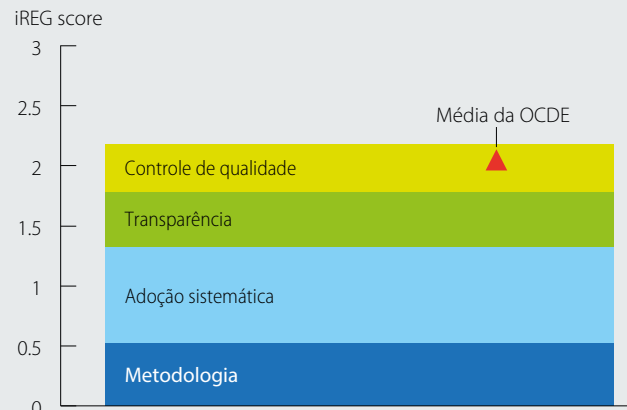 iREG score
3
2.5
Média da OCDE
2
Controle de qualidade
Transparência
1.5
1
Adoção sistemática
0.5
Metodologia
0